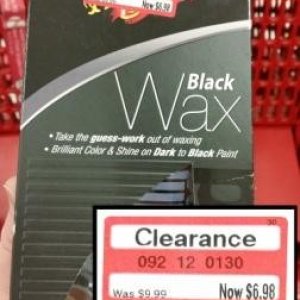 Now $6.98
Black
Wax
• Take the guess-work out of waxing
• Brilliant Color & Shine on Dark to Black Paint
30
Clearance
092 12 0130
Was $9.99 Now $6.98